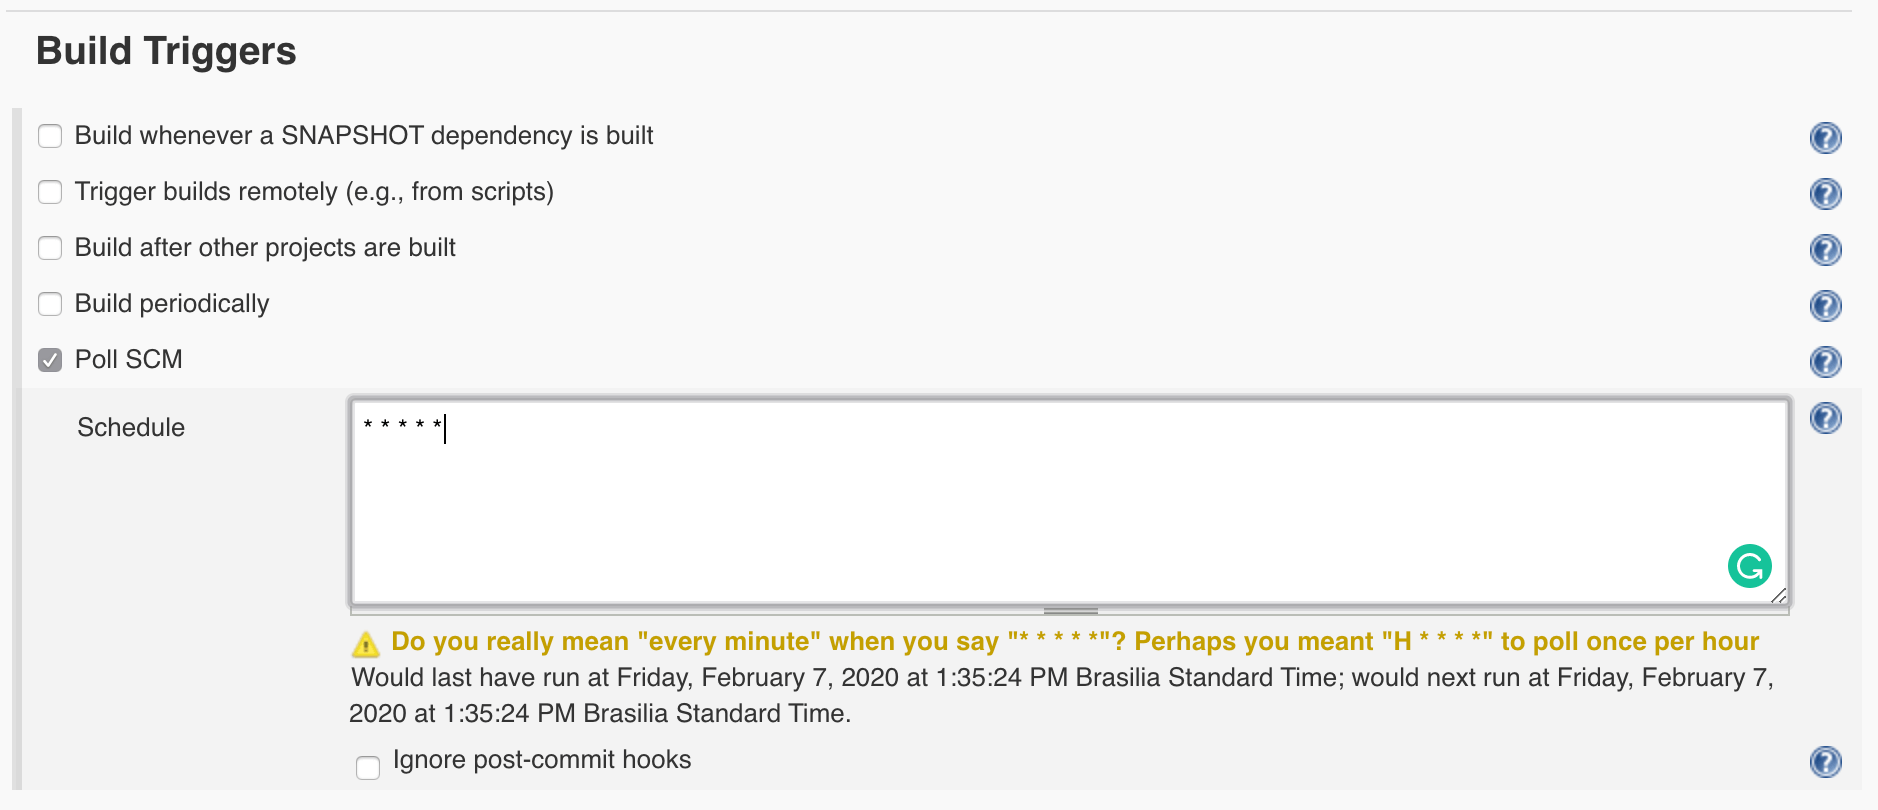 Build Triggers
Build whenever a SNAPSHOT dependency is built
Trigger builds remotely (e.g., from scripts)
Build after other projects are built
Build periodically
Poll SCM
Schedule
* * * * *
Do you really mean "every minute" when you say "* * * * *"? Perhaps you meant "H * * * *" to poll once per hour
Would last have run at Friday, February 7, 2020 at 1:35:24 PM Brasilia Standard Time; would next run at Friday, February 7,
2020 at 1:35:24 PM Brasilia Standard Time.
Ignore post-commit hooks